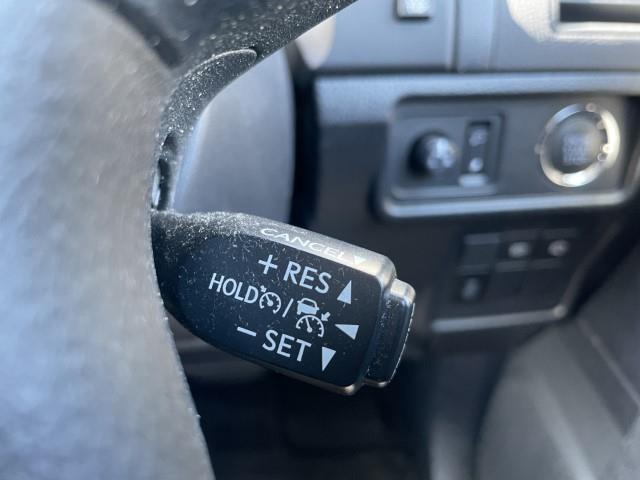 CANCEL
+ RES
HOLD /
− SET